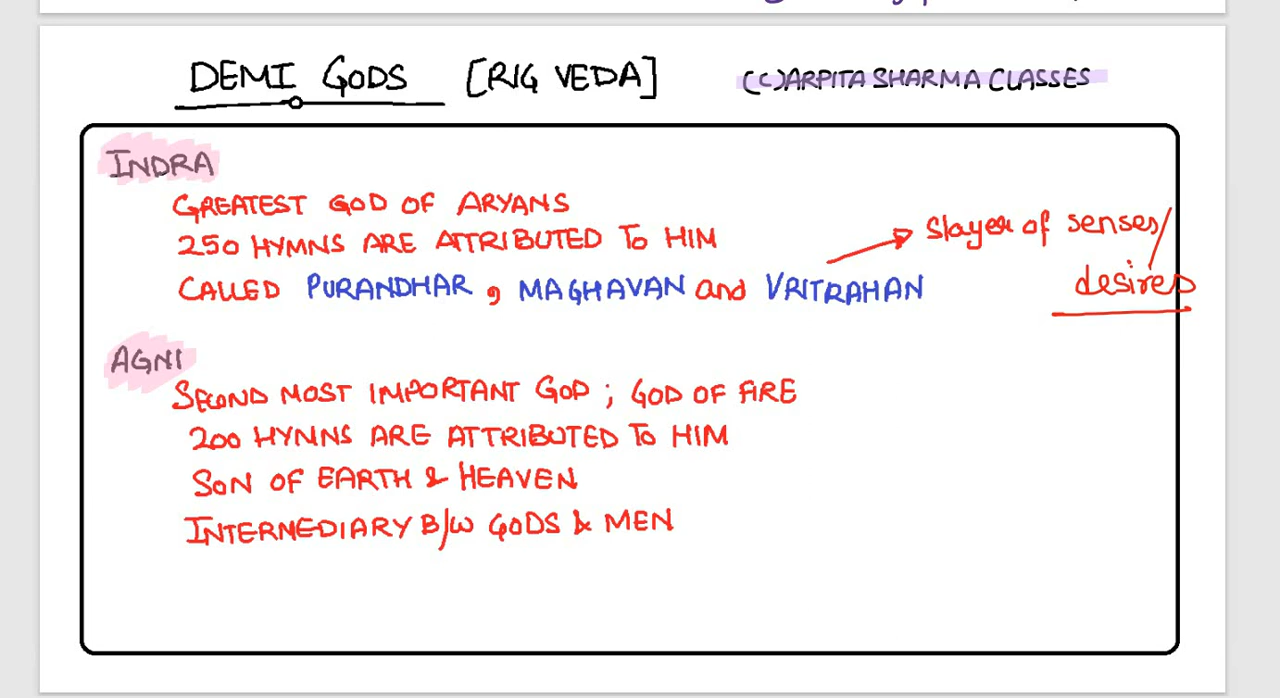 DEMI GODS [RIG VEDA] (C)ARPITA SHARMA CLASSES
INDRA
GREATEST GOD OF ARYANS
250 HYMNS ARE ATTRIBUTED TO HIM
CALLED PURANDHAR, MAGHAVAN and VRITRAHAN
slayer of senses/
desires
AGNI
SECOND MOST IMPORTANT GOD ; GOD OF FIRE
200 HYMNS ARE ATTRIBUTED TO HIM
SON OF EARTH & HEAVEN
INTERMEDIARY B/W GODS & MEN